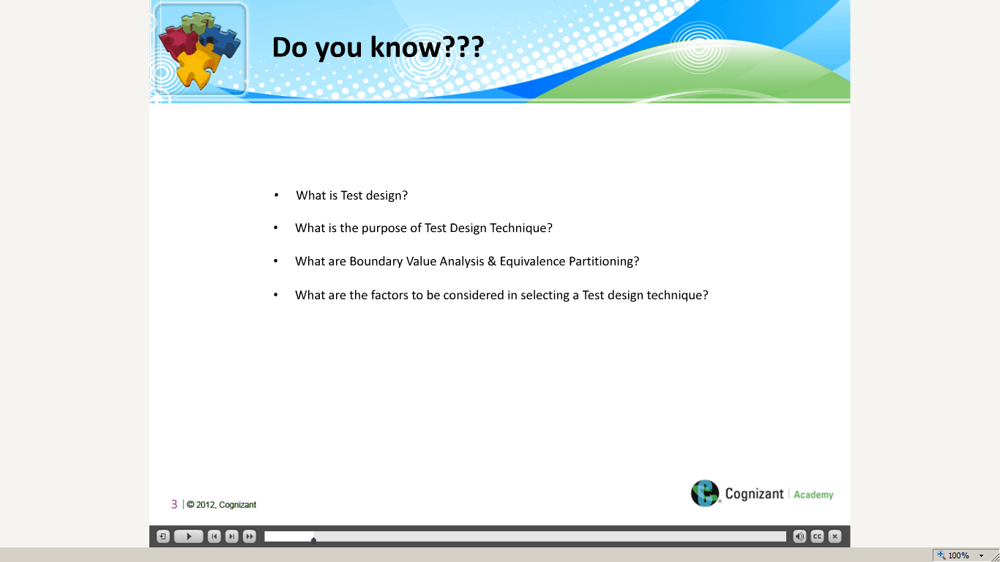 Do you know???
• What is Test design?
• What is the purpose of Test Design Technique?
• What are Boundary Value Analysis & Equivalence Partitioning?
• What are the factors to be considered in selecting a Test design technique?
3 | © 2012, Cognizant
Cognizant | Academy
CC
100%